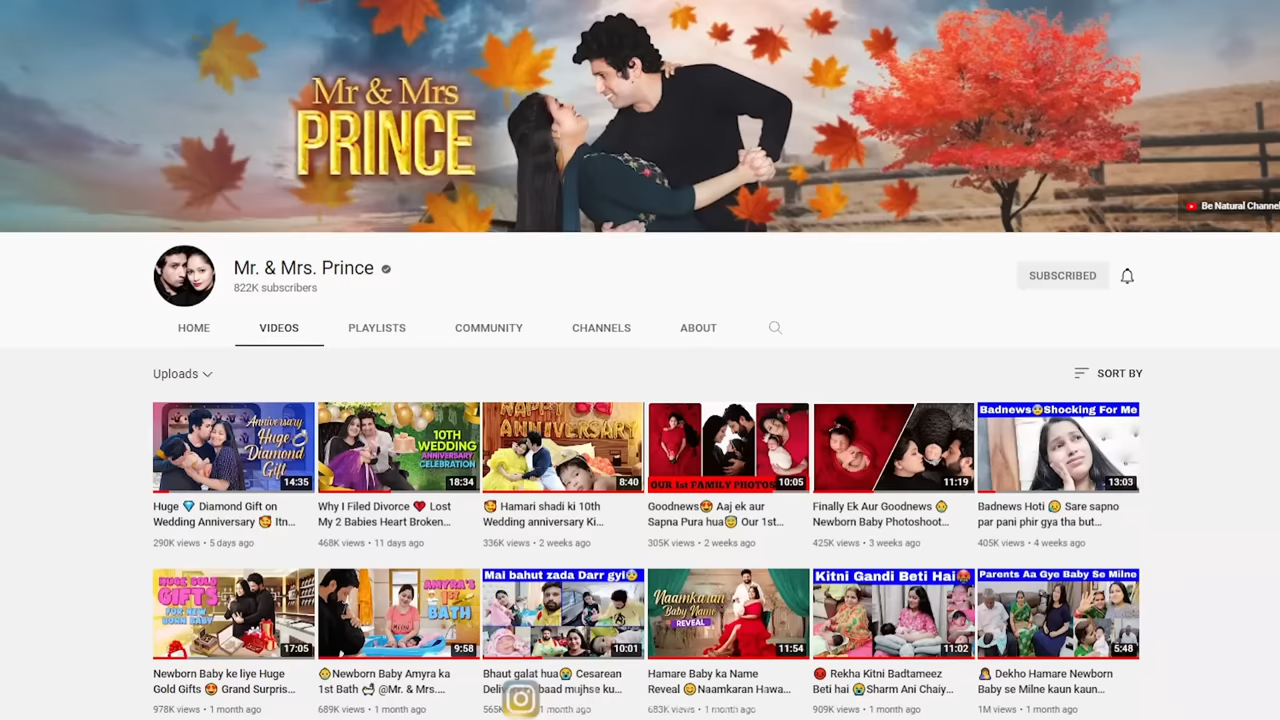 Mr & Mrs
PRINCE
Be Natural Channel
Mr. & Mrs. Prince
822K subscribers
SUBSCRIBED
HOME VIDEOS PLAYLISTS COMMUNITY CHANNELS ABOUT
Uploads
SORT BY
Anniversary
Huge
Diamond
Gift
14:35
10TH
WEDDING
ANNIVERSARY
CELEBRATION
18:34
HAPPY
ANNIVERSARY
8:40
OUR 1st FAMILY PHOTOS
10:05
11:19
Badnews😰Shocking For Me
13:03
Huge 💎 Diamond Gift on
Wedding Anniversary 🥰 Itn...
290K views • 5 days ago
Why I Filed Divorce 💔 Lost
My 2 Babies Heart Broken...
468K views • 11 days ago
🥰 Hamari shadi ki 10th
Wedding anniversary Ki...
336K views • 2 weeks ago
Goodness😍 Aaj ek aur
Sapna Pura hua😇 Our 1st...
305K views • 2 weeks ago
Finally Ek Aur Goodness 👶
Newborn Baby Photoshoot...
425K views • 3 weeks ago
Badnews Hoti 😥 Sare sapno
par pani phir gya tha but...
405K views • 4 weeks ago
HUGE GOLD
GIFTS
FOR NEW
BORN BABY
17:05
AMYRA'S
1ST
BATH
9:58
Mai bahut zada Darr gyi😰
10:01
Naamkaran
Baby Name
REVEAL
11:54
Kitni Gandi Beti Hai😡
11:02
Parents Aa Gye Baby Se Milne
5:48
Newborn Baby ke liye Huge
Gold Gifts 😍 Grand Surpris...
978K views • 1 month ago
👶Newborn Baby Amyra ka
1st Bath 🛁 @Mr. & Mrs....
689K views • 1 month ago
Bhaut galat hua😭 Cesarean
baad mujhse ku...
1 month ago
Hamare Baby ka Name
Reveal 😊Naamkaran Hawa...
683K views • 1 month ago
😡 Rekha Kitni Badtameez
Beti hai 😭Sharm Ani Chaiy...
909K views • 1 month ago
🤱 Dekho Hamare Newborn
Baby se Milne kaun kaun...
1M views • 1 month ago